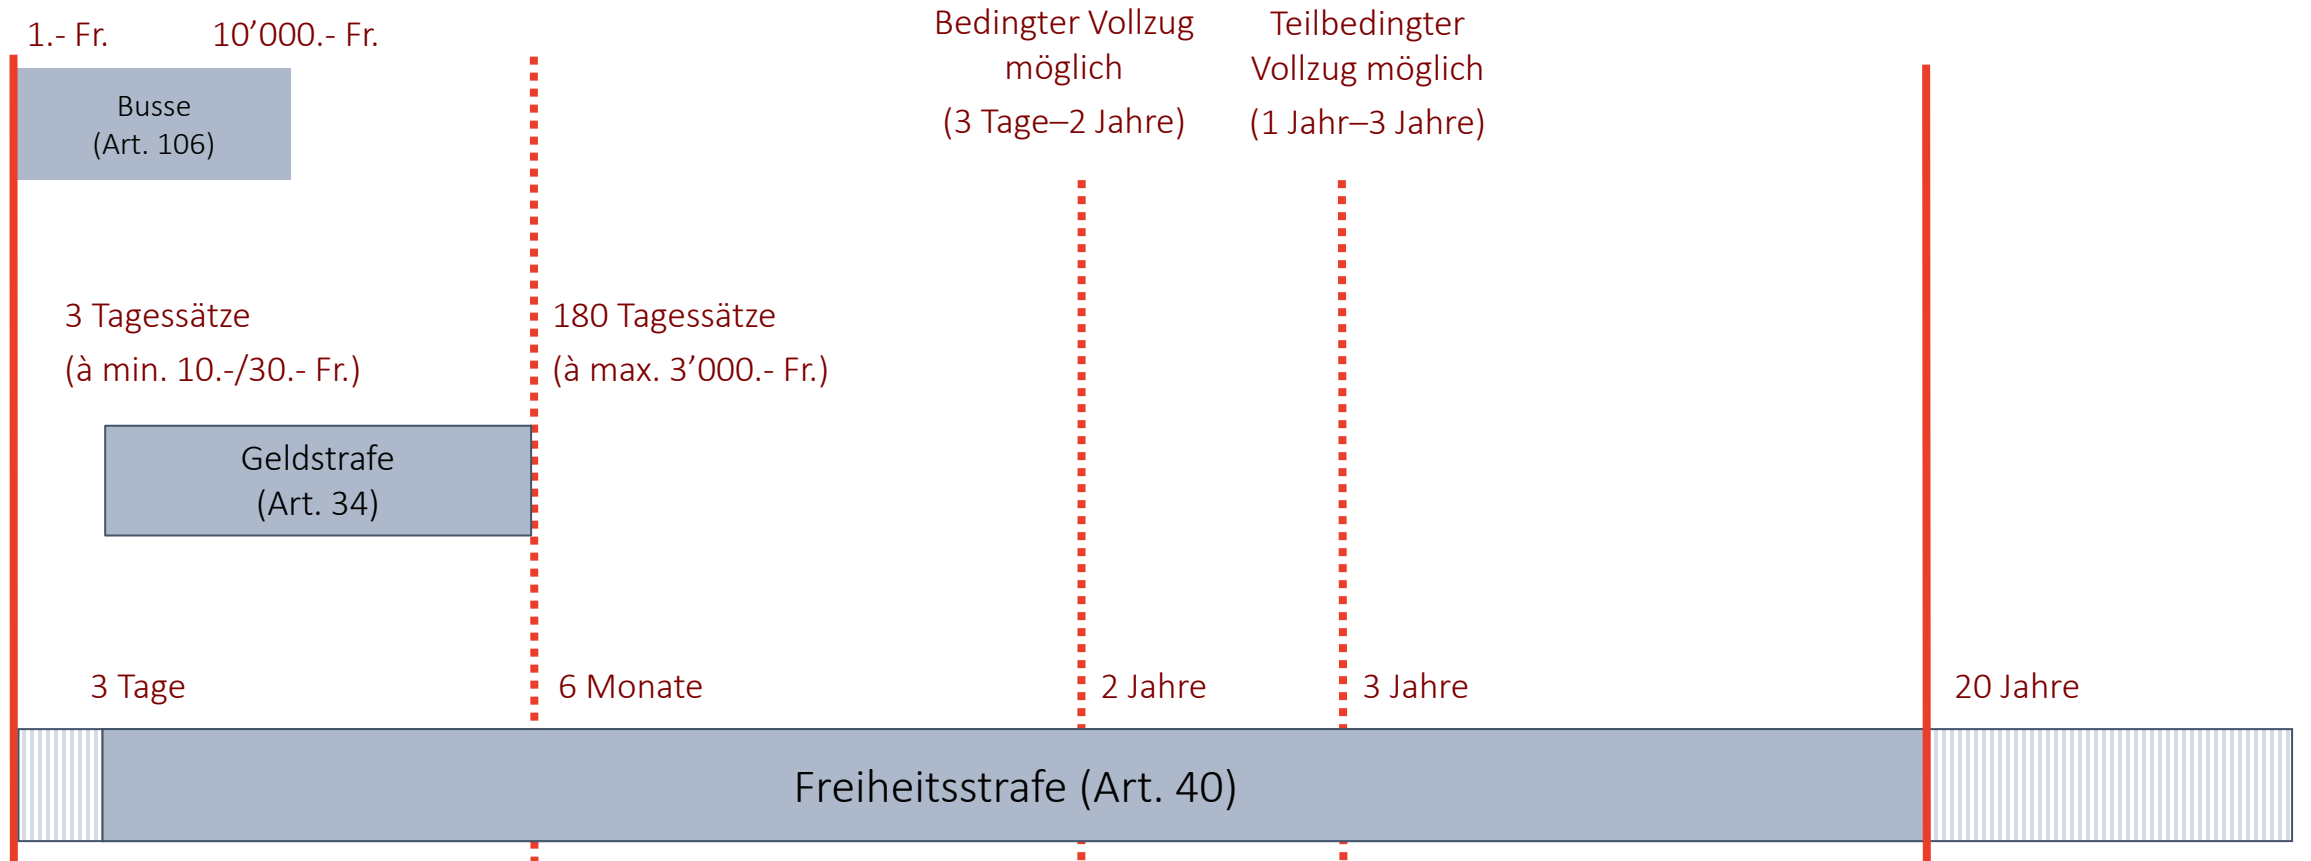 1.- Fr.
10’000.- Fr.
Bedingter Vollzug
möglich
(3 Tage–2 Jahre)
Teilbedingter
Vollzug möglich
(1 Jahr–3 Jahre)
Busse
(Art. 106)
3 Tagessätze
(à min. 10.-/30.- Fr.)
180 Tagessätze
(à max. 3’000.- Fr.)
Geldstrafe
(Art. 34)
3 Tage
6 Monate
2 Jahre
3 Jahre
20 Jahre
Freiheitsstrafe (Art. 40)